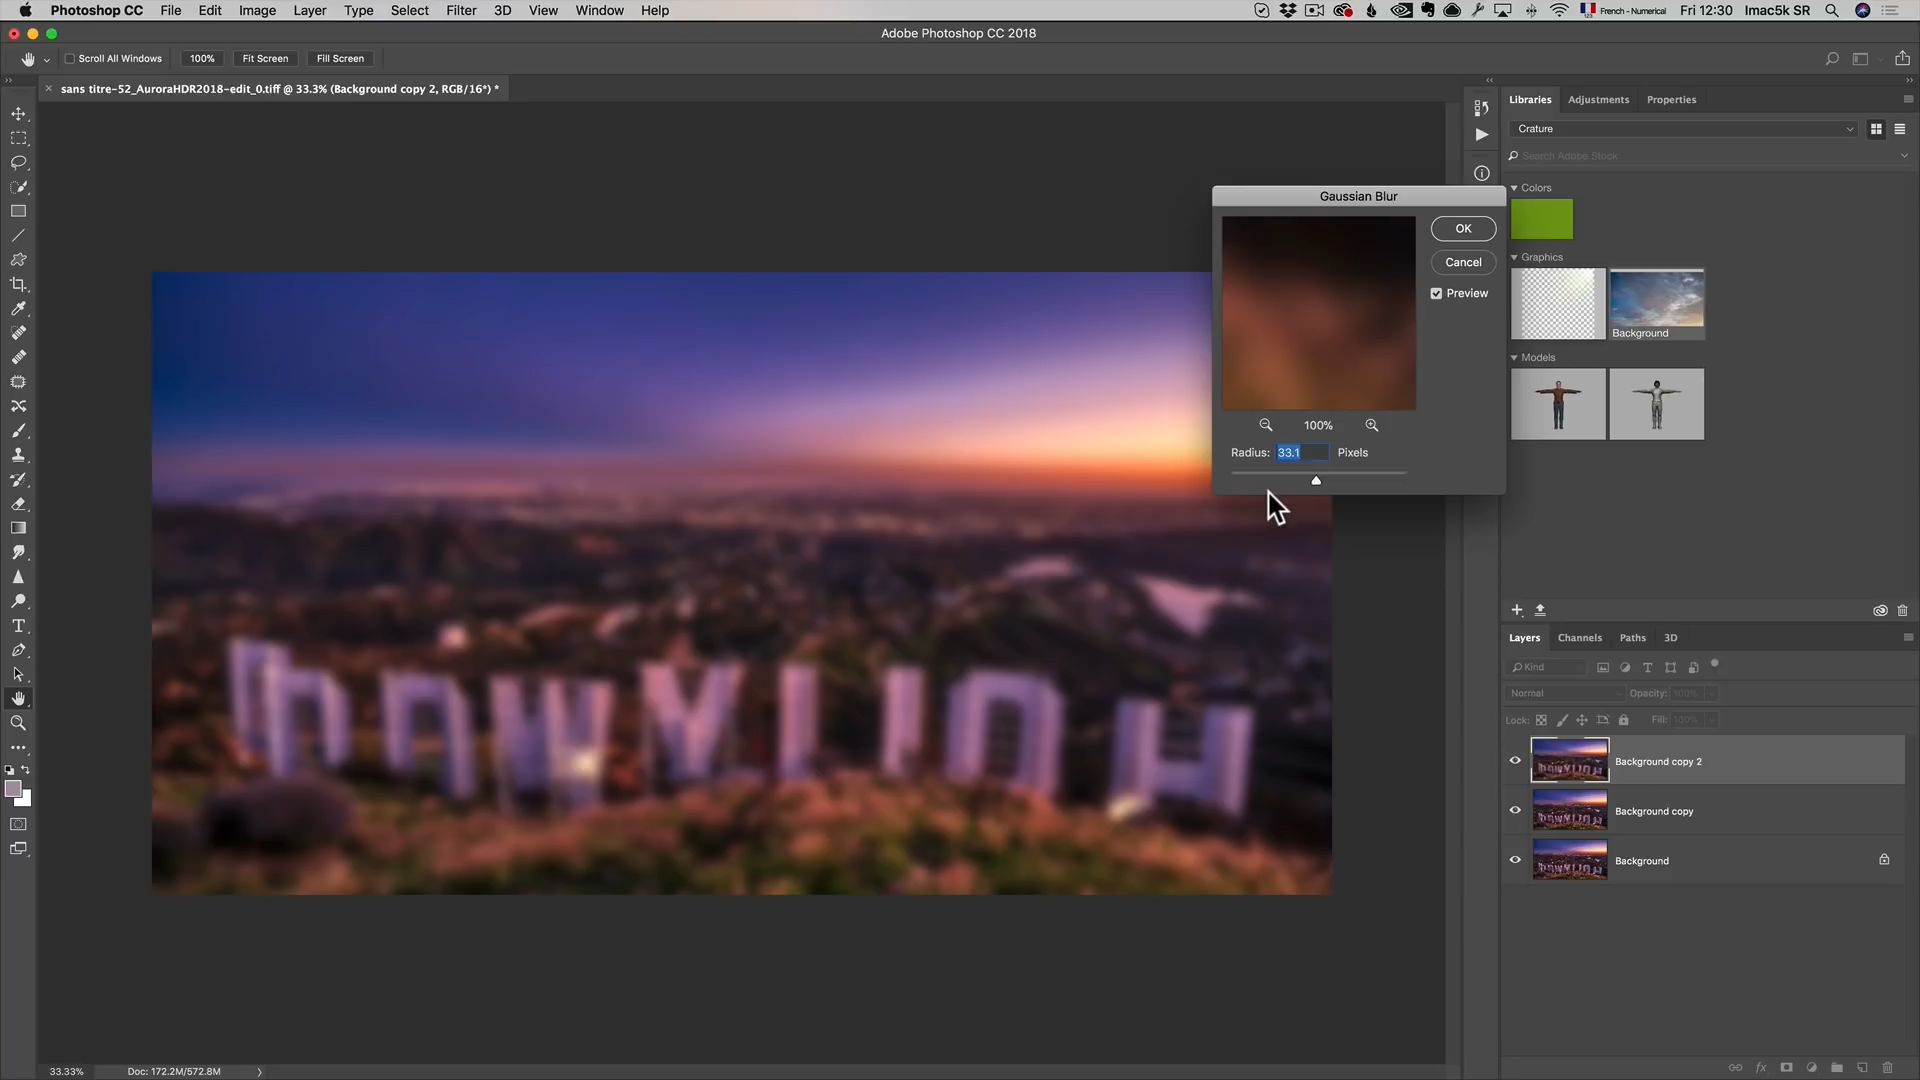 Photoshop CC File Edit Image Layer Type Select Filter 3D View Window Help French - Numerical Fri 12:30 Imac5k SR
Adobe Photoshop CC 2018
Scroll All Windows 100% Fit Screen Fill Screen
sans titre-52_AuroraHDR2018-edit_0.tiff @ 33.3% (Background copy 2, RGB/16*) *
Libraries Adjustments Properties
Crature
Search Adobe Stock
Colors
Gaussian Blur
OK
Cancel
Preview
100%
Radius: 33.1 Pixels
Graphics
Background
Models
Layers Channels Paths 3D
Kind
Normal Opacity: 100%
Lock: Fill: 100%
Background copy 2
Background copy
Background
33.33% Doc: 172.2M/572.8M